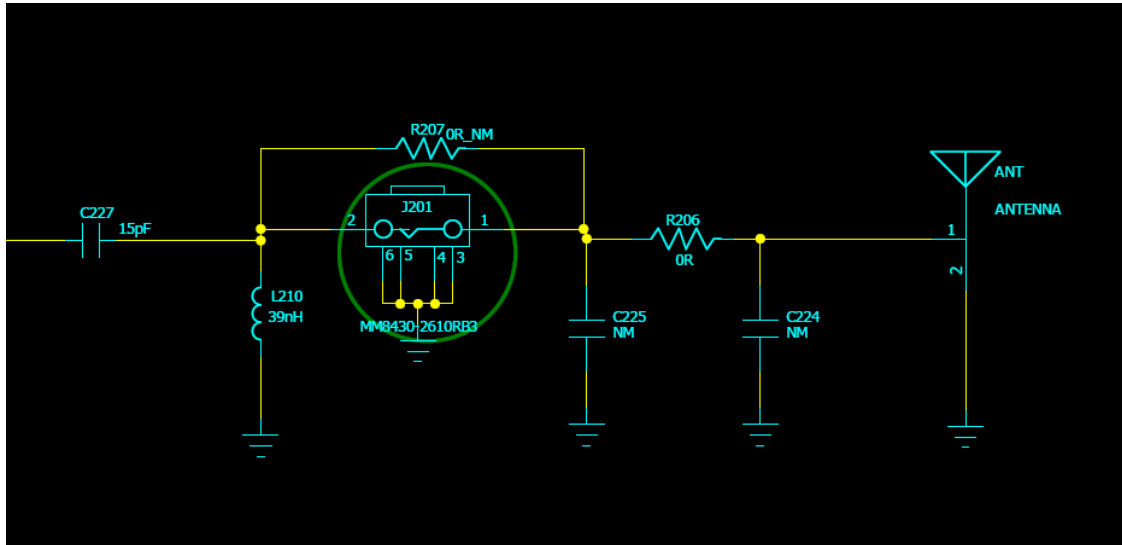 R207 0R_NM
C227
15pF
2
J201
1
6
5
4
3
MM8430-2610RB3
L210
39nH
R206
0R
C225
NM
C224
NM
ANT
ANTENNA
1
2